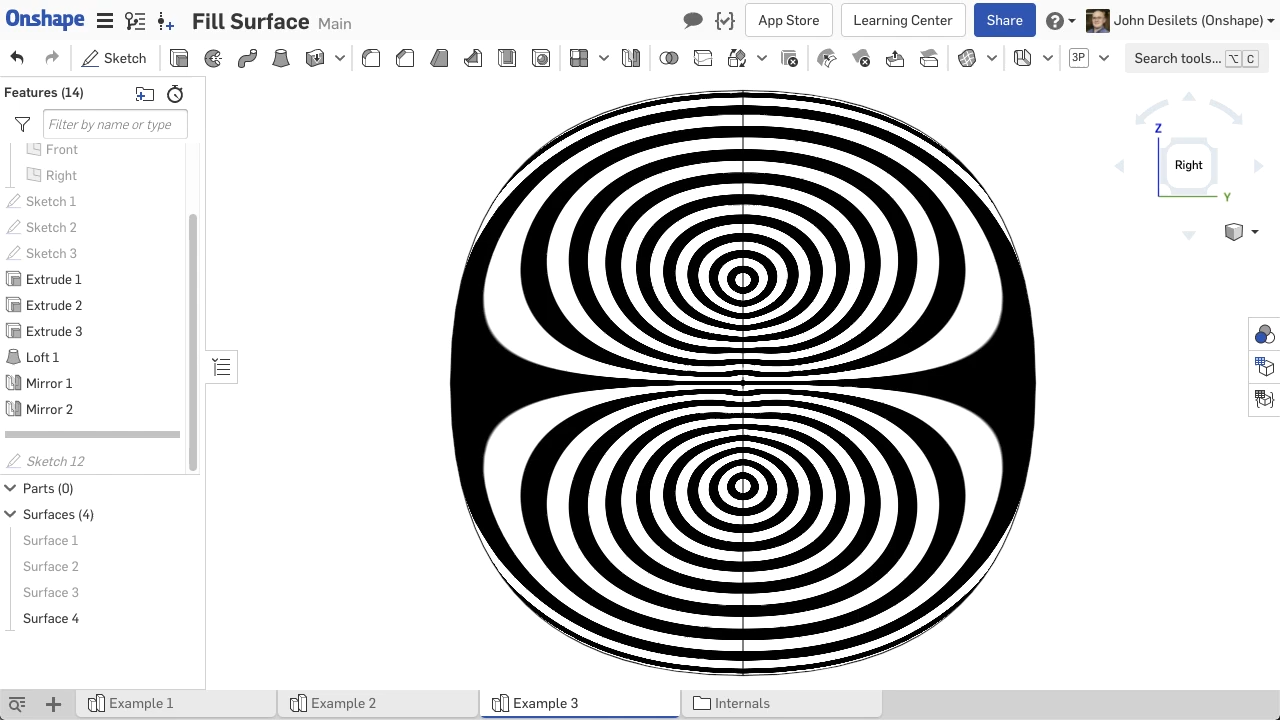 Onshape Fill Surface Main App Store Learning Center Share John Desilets (Onshape)
Sketch 3P Search tools... ⌥ C
Features (14)
Filter by name or type
Front
Right
Sketch 1
Sketch 2
Sketch 3
Extrude 1
Extrude 2
Extrude 3
Loft 1
Mirror 1
Mirror 2
Sketch 12
Parts (0)
Surfaces (4)
Surface 1
Surface 2
Surface 3
Surface 4
Z
Right
Y
Example 1 Example 2 Example 3 Internals